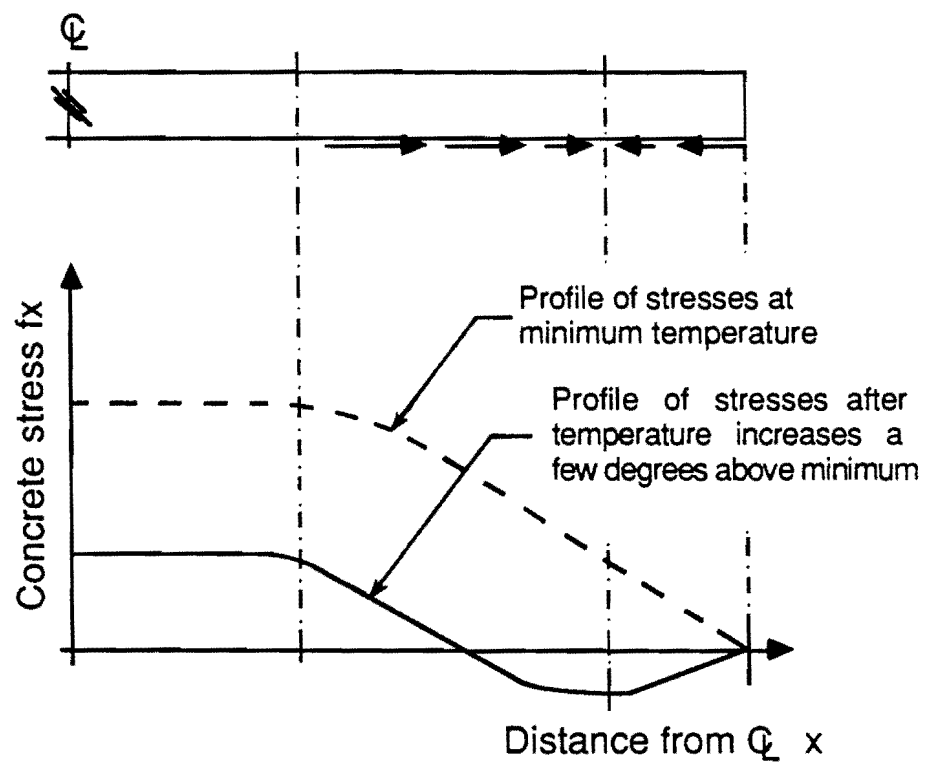 ℄
Concrete stress fx
Profile of stresses at
minimum temperature
Profile of stresses after
temperature increases a
few degrees above minimum
Distance from ℄ x